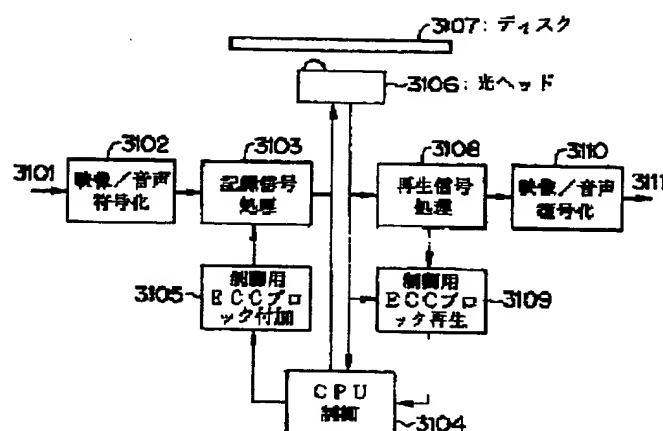 3107：ディスク
3106：光ヘッド
3102
3103
3108
3110
3101
映像／音声
符号化
記録信号
処理
再生信号
処理
映像／音声
復号化
3111
3105
制御用
ECCブロ
ック付加
制御用
ECCブロ
ック再生
3109
CPU
制御
3104